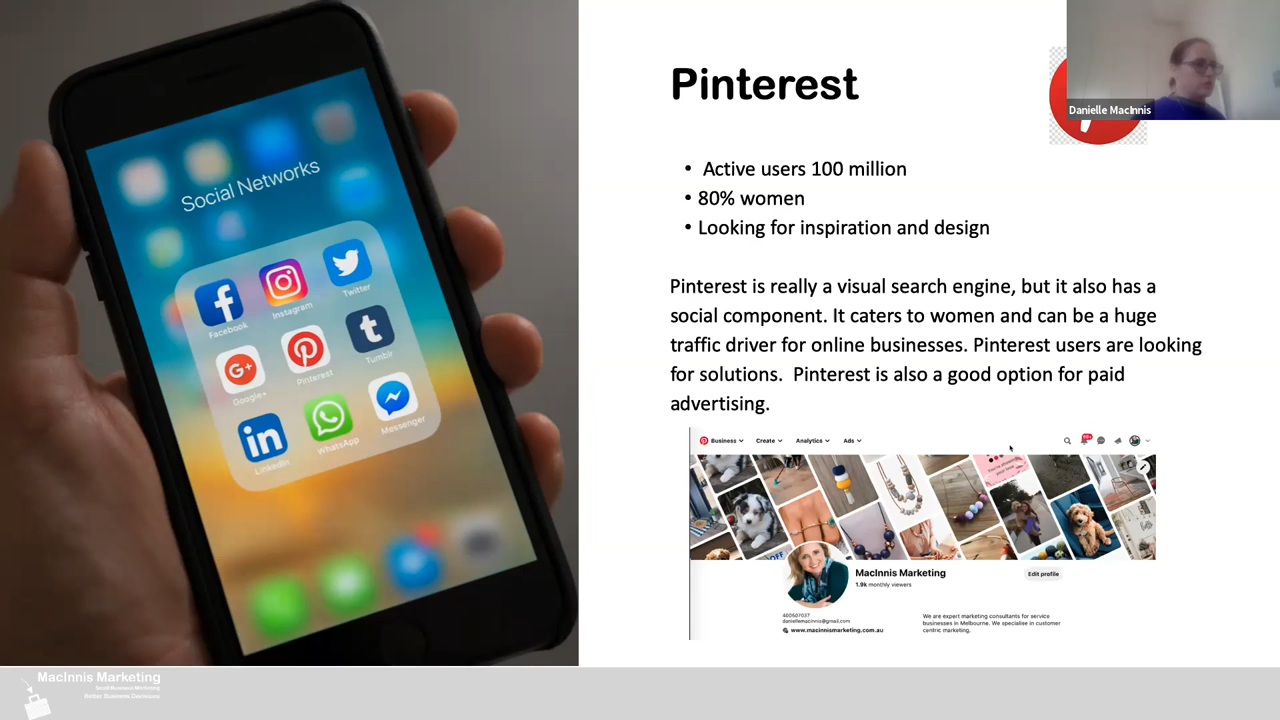 Pinterest
Danielle MacInnis
• Active users 100 million
• 80% women
• Looking for inspiration and design
Pinterest is really a visual search engine, but it also has a
social component. It caters to women and can be a huge
traffic driver for online businesses. Pinterest users are looking
for solutions. Pinterest is also a good option for paid
advertising.
Social Networks
Facebook
Instagram
Twitter
Google+
Pinterest
Tumblr
LinkedIn
WhatsApp
Messenger
Business
Create
Analytics
Ads
OFF
MacInnis Marketing
1.9k monthly viewers
Edit profile
400507037
daniellemacinnis@gmail.com
www.macinnismarketing.com.au
We are expert marketing consultants for service
businesses in Melbourne. We specialise in customer
centric marketing.
MacInnis Marketing